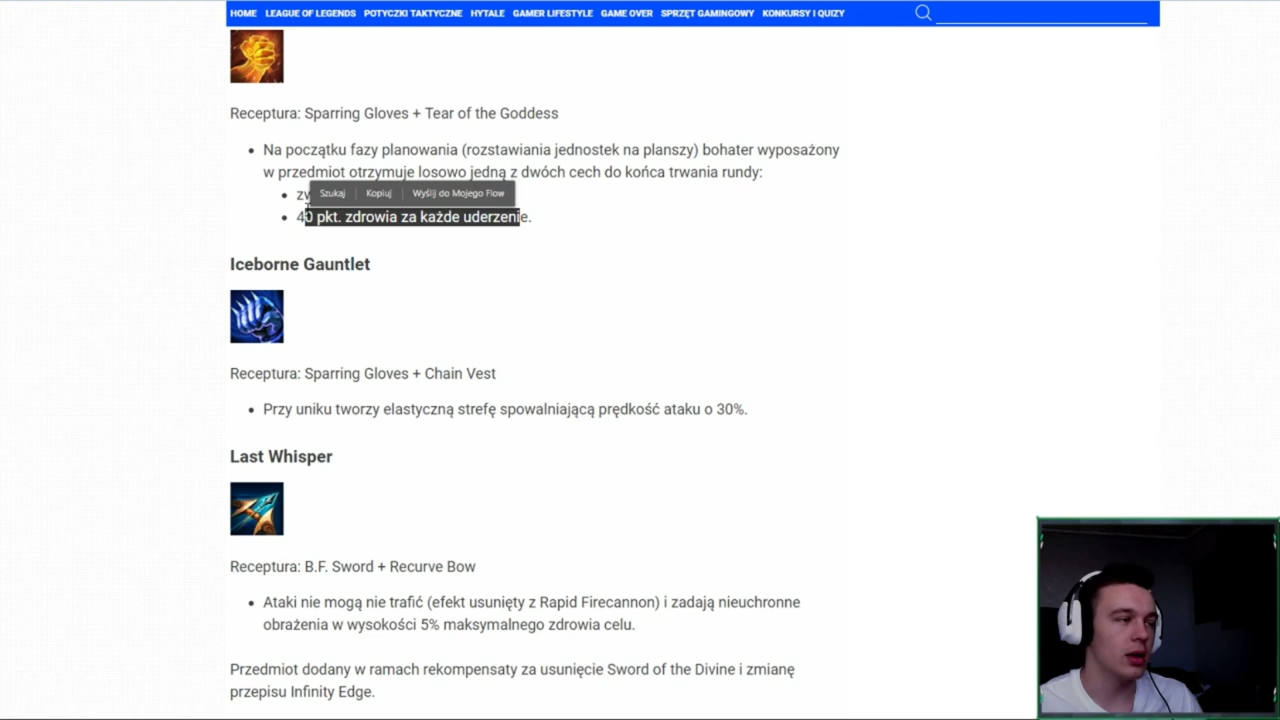 HOME LEAGUE OF LEGENDS POTYCZKI TAKTYCZNE HYTALE GAMER LIFESTYLE GAME OVER SPRZĘT GAMINGOWY KONKURSY I QUIZY
Receptura: Sparring Gloves + Tear of the Goddess
• Na początku fazy planowania (rozstawiania jednostek na planszy) bohater wyposażony
w przedmiot otrzymuje losowo jedną z dwóch cech do końca trwania rundy:
Szukaj Kopiuj Wyślij do Mojego Flow
• 40 pkt. zdrowia za każde uderzenie.
Iceborne Gauntlet
Receptura: Sparring Gloves + Chain Vest
• Przy uniku tworzy elastyczną strefę spowalniającą prędkość ataku o 30%.
Last Whisper
Receptura: B.F. Sword + Recurve Bow
• Ataki nie mogą nie trafić (efekt usunięty z Rapid Firecannon) i zadają nieuchronne
obrażenia w wysokości 5% maksymalnego zdrowia celu.
Przedmiot dodany w ramach rekompensaty za usunięcie Sword of the Divine i zmianę
przepisu Infinity Edge.